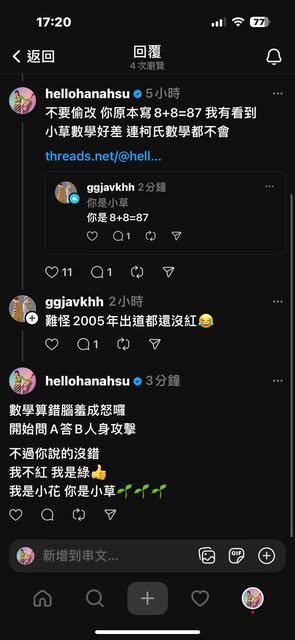 17:20
77
返回
回覆
4 次瀏覽
hellohanahsu 5 小時
不要偷改 你原本寫 8+8=87 我有看到
小草數學好差 連柯氏數學都不會
threads.net/@hell...
ggjavkhh 2 分鐘
你是小草
你是 8+8=87
1
11
1
ggjavkhh 2 小時
難怪 2005 年出道都還沒紅😂
1
hellohanahsu 3 分鐘
數學算錯腦羞成怒囉
開始問 A 答 B 人身攻擊
不過你說的沒錯
我不紅 我是綠👍
我是小花 你是小草🌱🌱🌱
新增到串文...
GIF